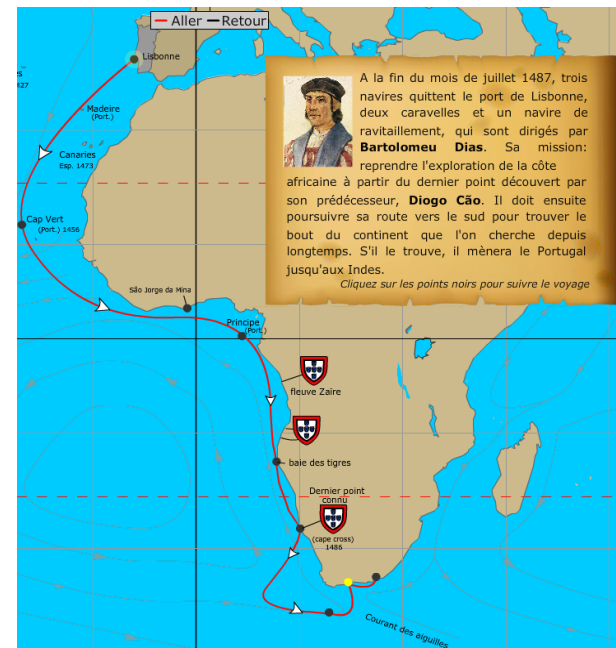 Aller Retour
Lisbonne
es
427
A la fin du mois de juillet 1487, trois
navires quittent le port de Lisbonne,
deux caravelles et un navire de
ravitaillement, qui sont dirigés par
Bartolomeu Dias. Sa mission:
reprendre l'exploration de la côte
africaine à partir du dernier point découvert par
son prédécesseur, Diogo Cão. Il doit ensuite
poursuivre sa route vers le sud pour trouver le
bout du continent que l'on cherche depuis
longtemps. S'il le trouve, il mènera le Portugal
jusqu'aux Indes.
Cliquez sur les points noirs pour suivre le voyage
Madeire
(Port.)
Canaries
Esp. 1473
Cap Vert
(Port.) 1456
São Jorge da Mina
Principe
(Port.)
fleuve Zaïre
baie des tigres
Dernier point
connu
(cape cross)
1486
Courant des aiguilles